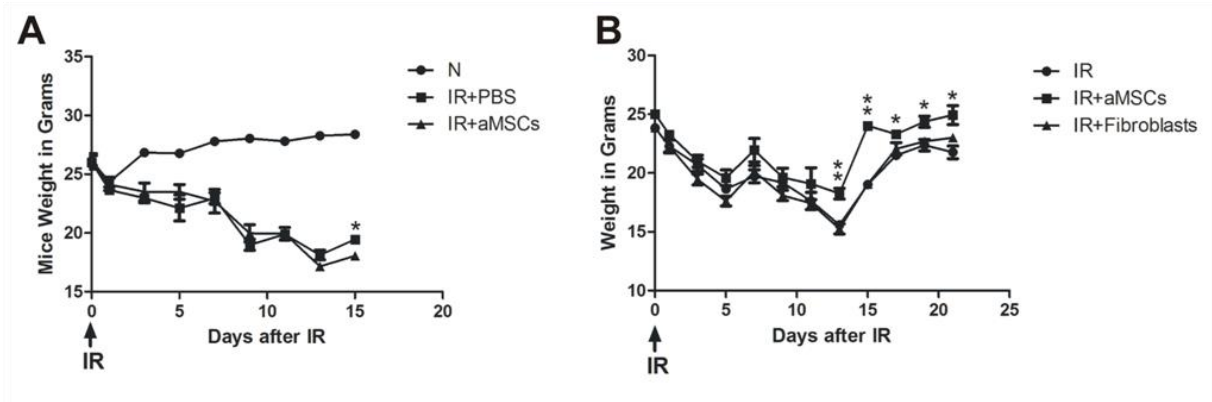 A
Mice Weight in Grams
35
30
25
20
15
0
5
10
15
20
Days after IR
IR
N
IR+PBS
IR+aMSCs
*
B
Weight in Grams
30
25
20
15
10
0
5
10
15
20
25
Days after IR
IR
IR
IR+aMSCs
IR+Fibroblasts
*
*
*
*
*
*
*